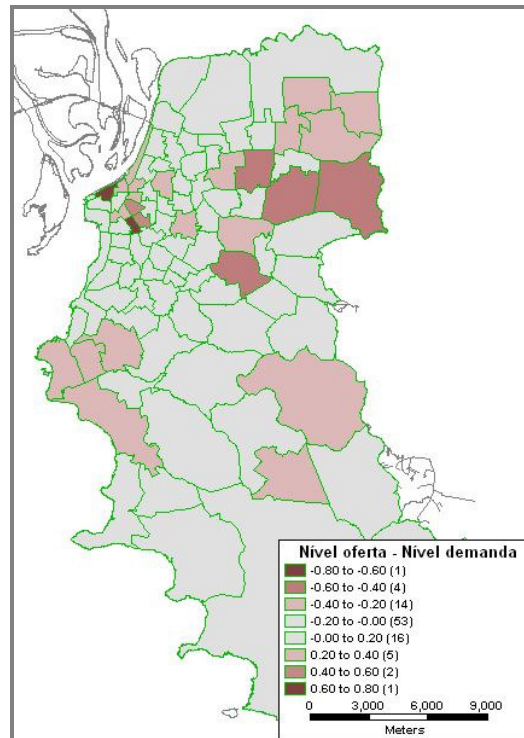 Nível oferta - Nível demanda
-0.80 to -0.60 (1)
-0.60 to -0.40 (4)
-0.40 to -0.20 (14)
-0.20 to -0.00 (53)
-0.00 to 0.20 (16)
0.20 to 0.40 (5)
0.40 to 0.60 (2)
0.60 to 0.80 (1)
0 3,000 6,000 9,000
Meters